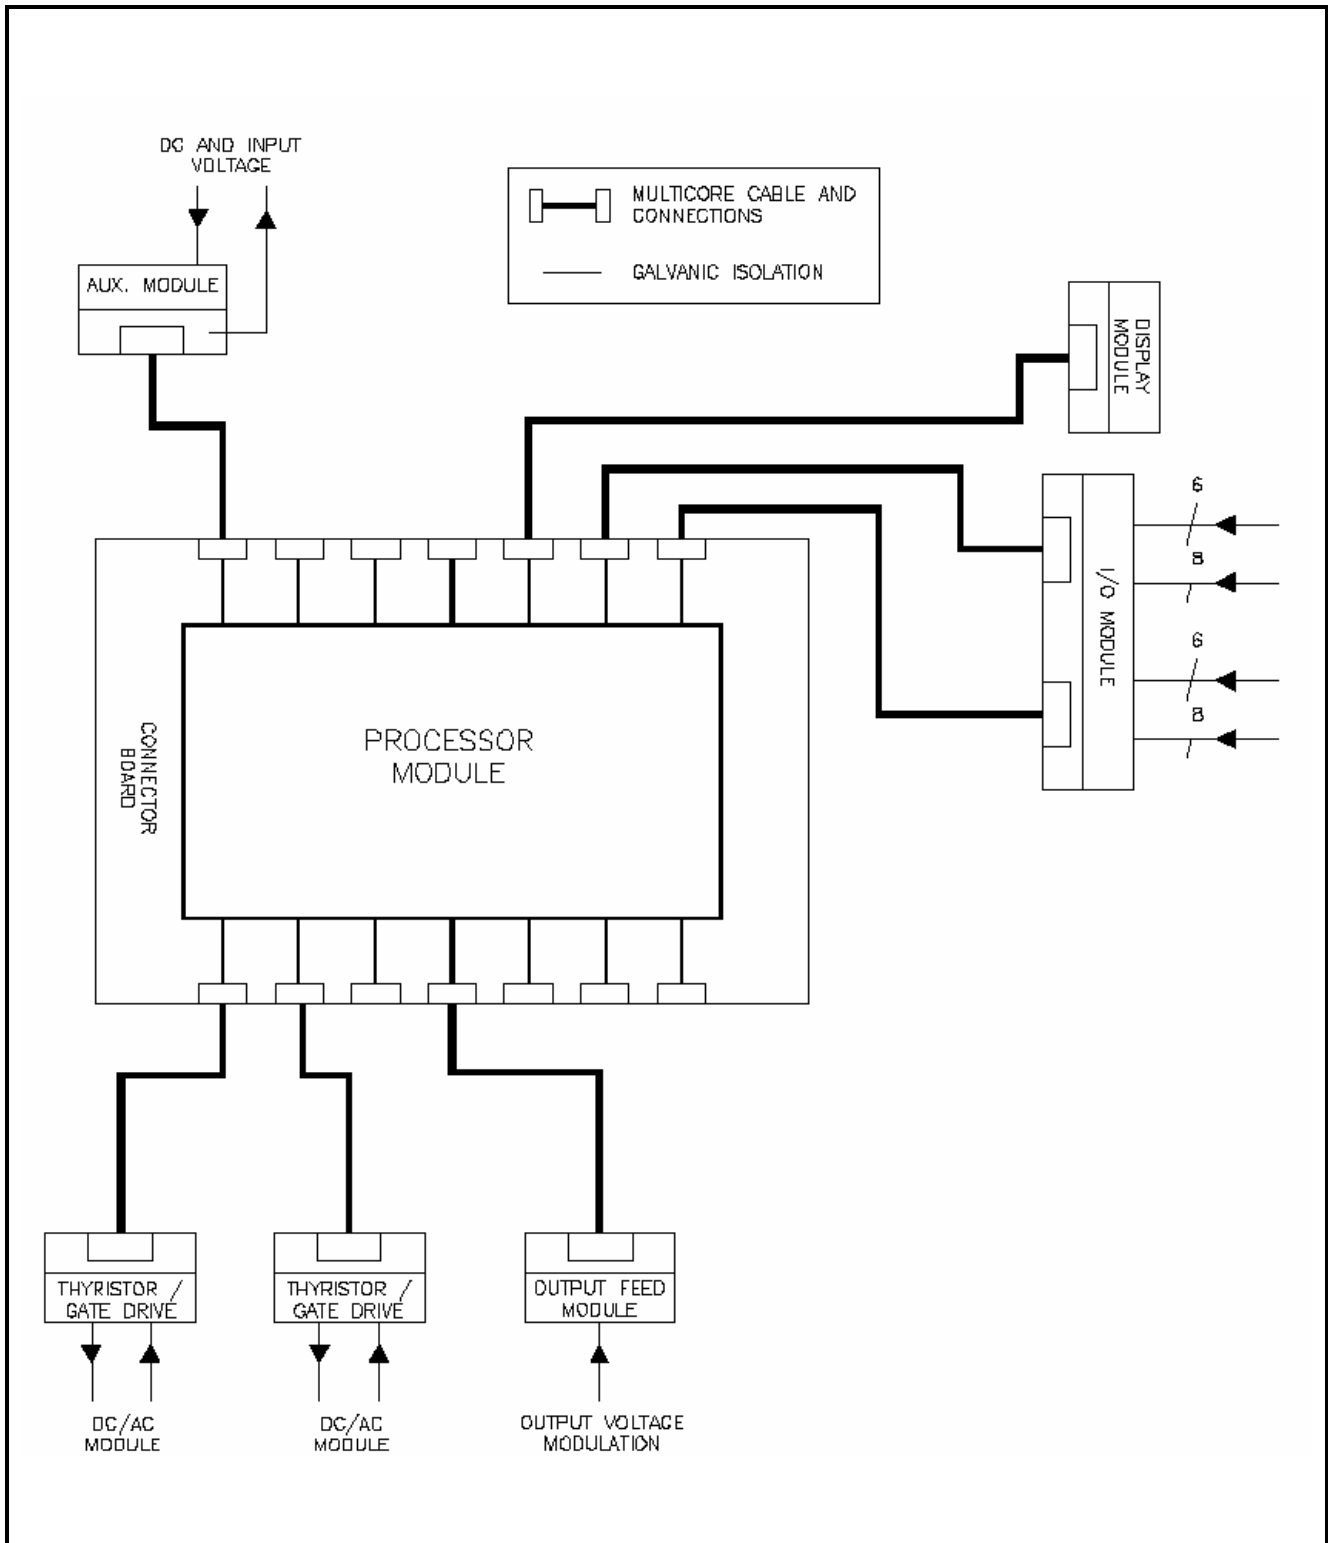 DC AND INPUT
VOLTAGE
AUX. MODULE
MULTICORE CABLE AND
CONNECTIONS
GALVANIC ISOLATION
DISPLAY
MODULE
I/O MODULE
6
8
6
8
CONNECTOR
BOARD
PROCESSOR
MODULE
THYRISTOR /
GATE DRIVE
THYRISTOR /
GATE DRIVE
OUTPUT FEED
MODULE
DC/AC
MODULE
DC/AC
MODULE
OUTPUT VOLTAGE
MODULATION